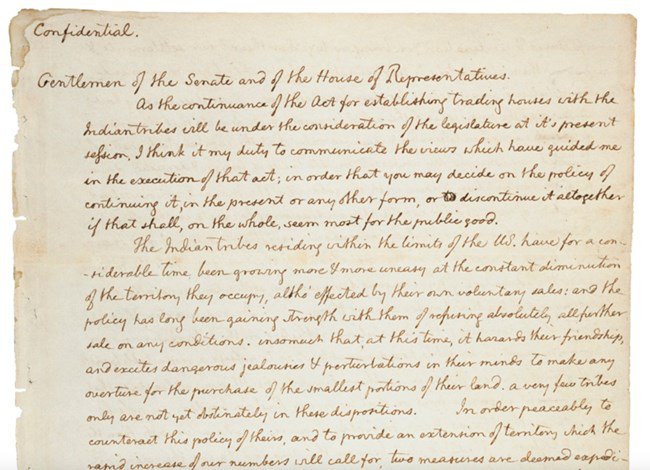 Confidential.
Gentlemen of the Senate and of the House of Representatives.
As the continuance of the Act for establishing trading houses with the
Indian tribes will be under the consideration of the legislature at it's present
session, I think it my duty to communicate the views which have guided me
in the execution of that act; in order that you may decide on the policy of
continuing it, in the present or any other form, or to discontinue it altogether
if that shall, on the whole, seem most for the public good.
The Indian tribes residing within the limits of the US. have for a con-
-siderable time, been growing more & more uneasy at the constant diminution
of the territory they occupy, altho' effected by their own voluntary sales: and the
policy has long been gaining strength with them of refusing absolutely all further
sale on any conditions. insomuch that, at this time, it hazards their friendship,
and excites dangerous jealousies & perturbations in their minds to make any
overture for the purchase of the smallest portions of their land. a very few tribes
only are not yet obstinately in these dispositions. In order peaceably to
counteract this policy of theirs, and to provide an extension of territory which the
rapid increase of our numbers will call for, two measures are deemed expedi-